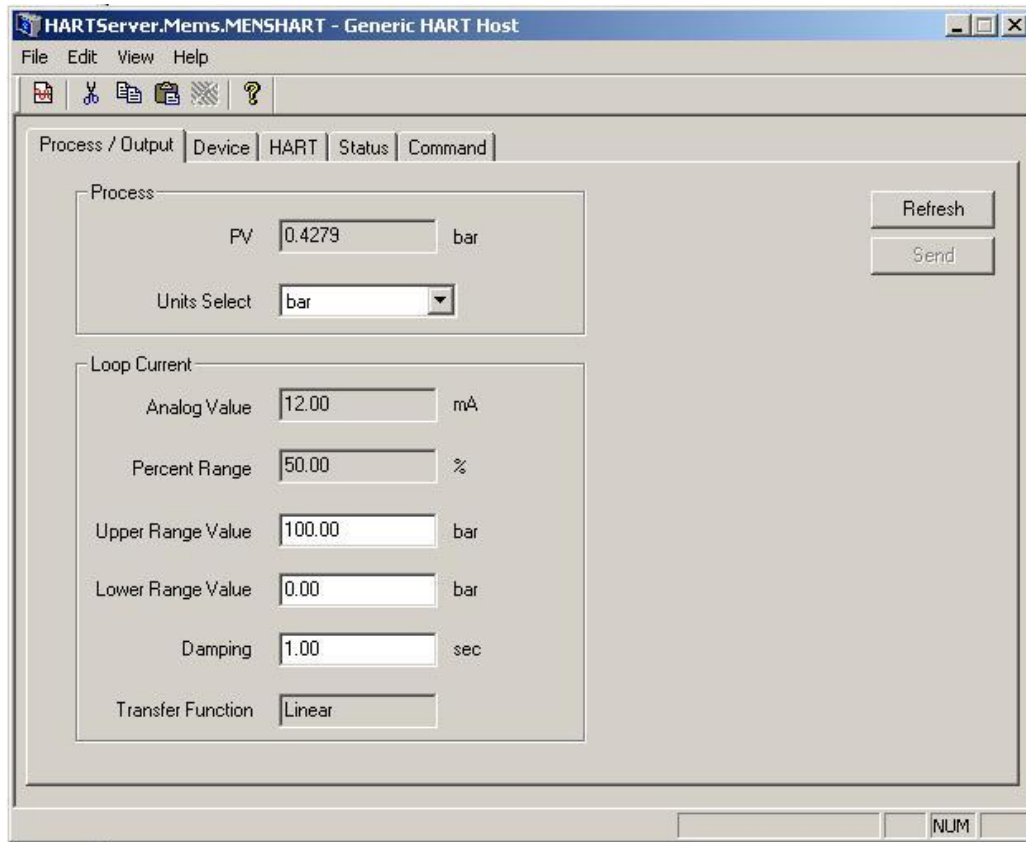 HARTServer.Mems.MENSHART - Generic HART Host
File Edit View Help
Process / Output Device HART Status Command
Process
PV 0.4279 bar
Units Select bar
Refresh
Send
Loop Current
Analog Value 12.00 mA
Percent Range 50.00 %
Upper Range Value 100.00 bar
Lower Range Value 0.00 bar
Damping 1.00 sec
Transfer Function Linear
NUM